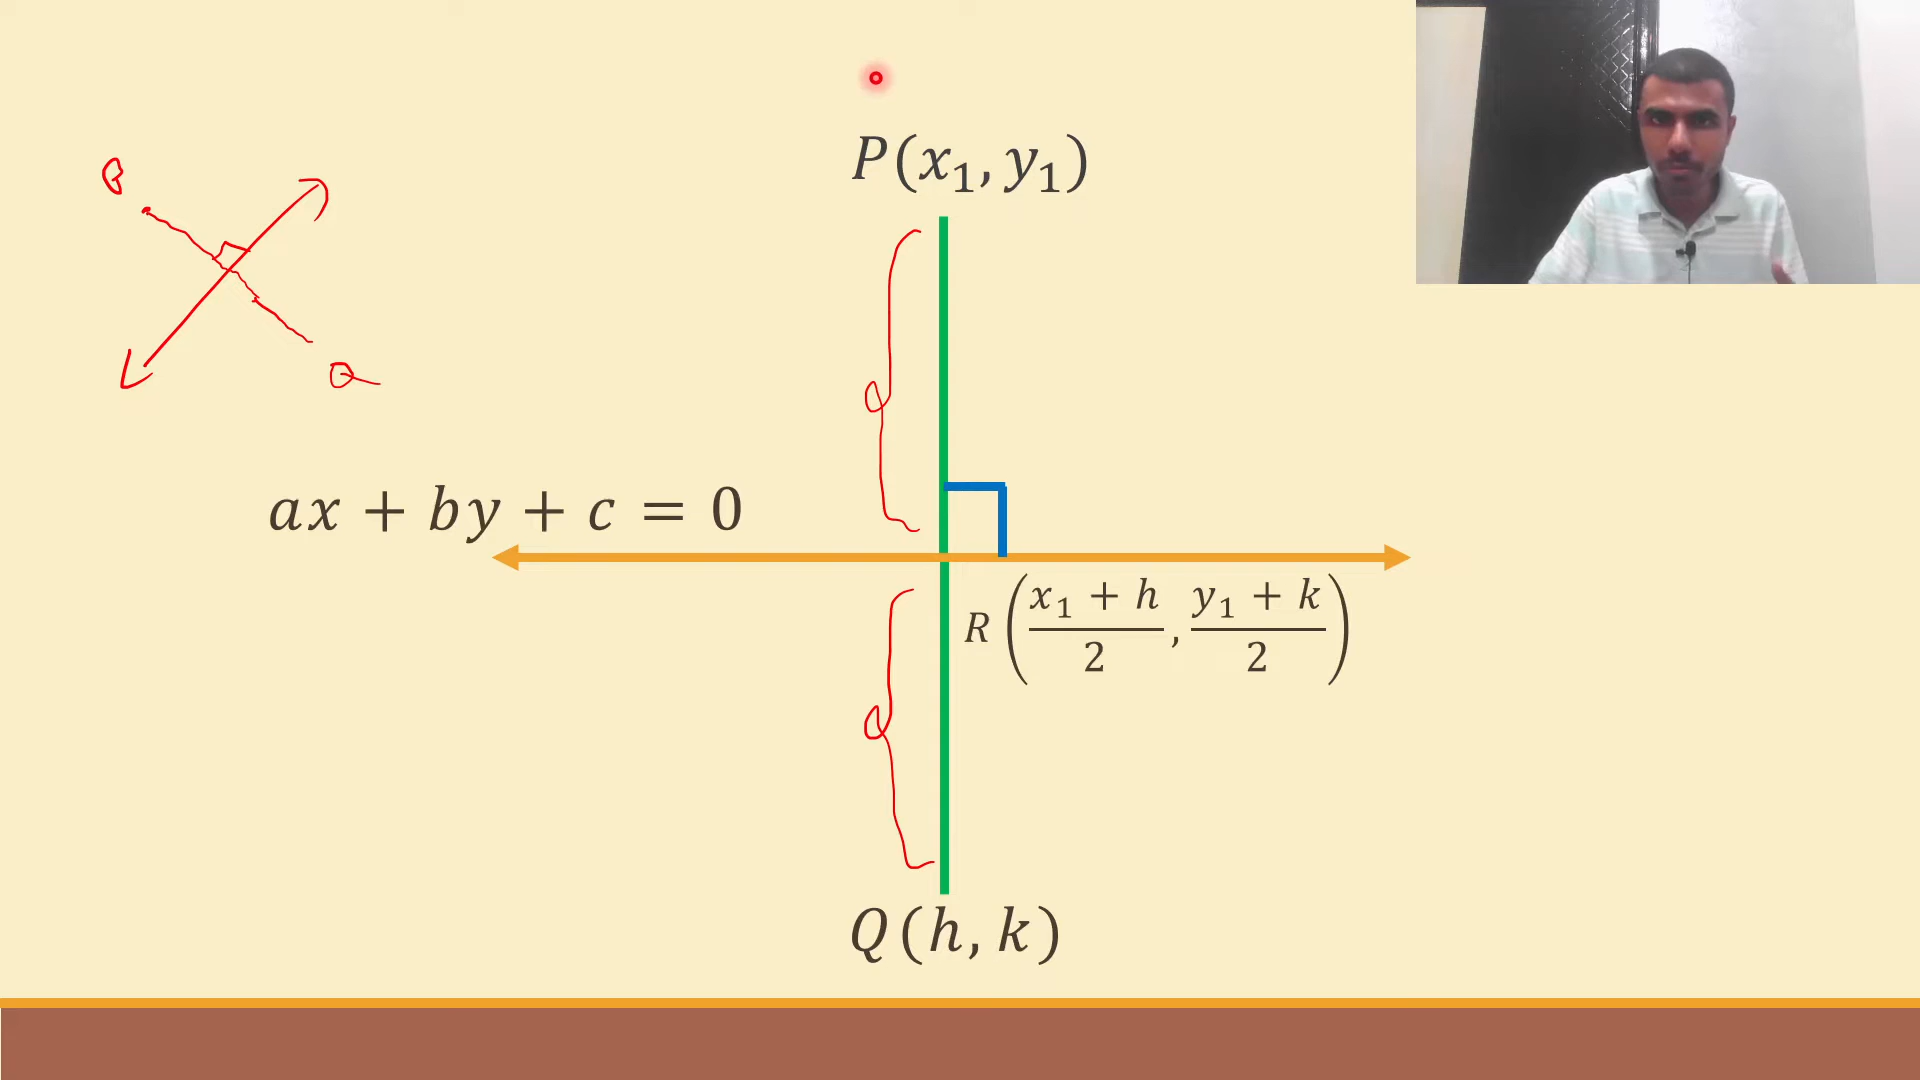 P(x₁, y₁)
ax + by + c = 0
R (x₁ + h / 2, y₁ + k / 2)
Q(h, k)
Q